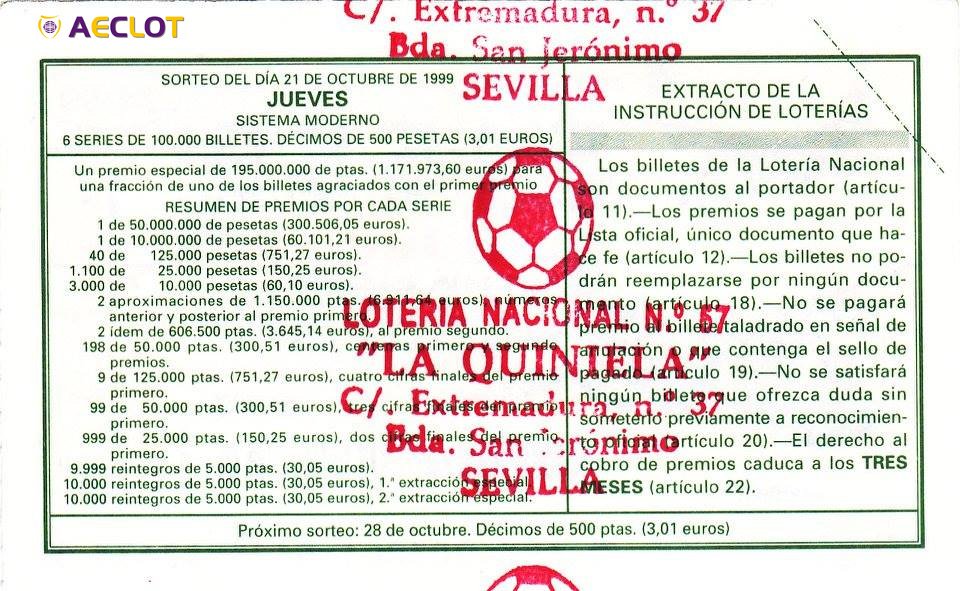 AECLOT
C/. Extremadura, n.º 37
Bda. San Jerónimo
SEVILLA
SORTEO DEL DÍA 21 DE OCTUBRE DE 1999
JUEVES
SISTEMA MODERNO
6 SERIES DE 100.000 BILLETES. DÉCIMOS DE 500 PESETAS (3,01 EUROS)
Un premio especial de 195.000.000 de ptas. (1.171.973,60 euros) para
una fracción de uno de los billetes agraciados con el primer premio
RESUMEN DE PREMIOS POR CADA SERIE
1 de 50.000.000 de pesetas (300.506,05 euros).
1 de 10.000.000 de pesetas (60.101,21 euros).
40 de 125.000 pesetas (751,27 euros).
1.100 de 25.000 pesetas (150,25 euros).
3.000 de 10.000 pesetas (60,10 euros).
2 aproximaciones de 1.150.000 ptas. (6.911,64 euros), números
anterior y posterior al premio primero.
2 ídem de 606.500 ptas. (3.645,14 euros), al premio segundo.
198 de 50.000 ptas. (300,51 euros), centenas primero y segundo
premios.
9 de 125.000 ptas. (751,27 euros), cuatro cifras finales del premio
primero.
99 de 50.000 ptas. (300,51 euros), tres cifras finales del premio
primero.
999 de 25.000 ptas. (150,25 euros), dos cifras finales del premio
primero.
9.999 reintegros de 5.000 ptas. (30,05 euros).
10.000 reintegros de 5.000 ptas. (30,05 euros), 1.ª extracción especial.
10.000 reintegros de 5.000 ptas. (30,05 euros), 2.ª extracción especial.
EXTRACTO DE LA
INSTRUCCIÓN DE LOTERÍAS
Los billetes de la Lotería Nacional
son documentos al portador (artícu-
lo 11).—Los premios se pagan por la
Lista oficial, único documento que ha-
ce fe (artículo 12).—Los billetes no po-
drán reemplazarse por ningún docu-
mento (artículo 18).—No se pagará
premio al billete taladrado en señal de
anulación o que contenga el sello de
pagado (artículo 19).—No se satisfará
ningún billete que ofrezca duda sin
someterlo previamente a reconocimien-
to oficial (artículo 20).—El derecho al
cobro de premios caduca a los TRES
MESES (artículo 22).
LOTERIA NACIONAL N.º 57
"LA QUINIELA"
C/. Extremadura, n.º 37
Bda. San Jerónimo
SEVILLA
Próximo sorteo: 28 de octubre. Décimos de 500 ptas. (3,01 euros)